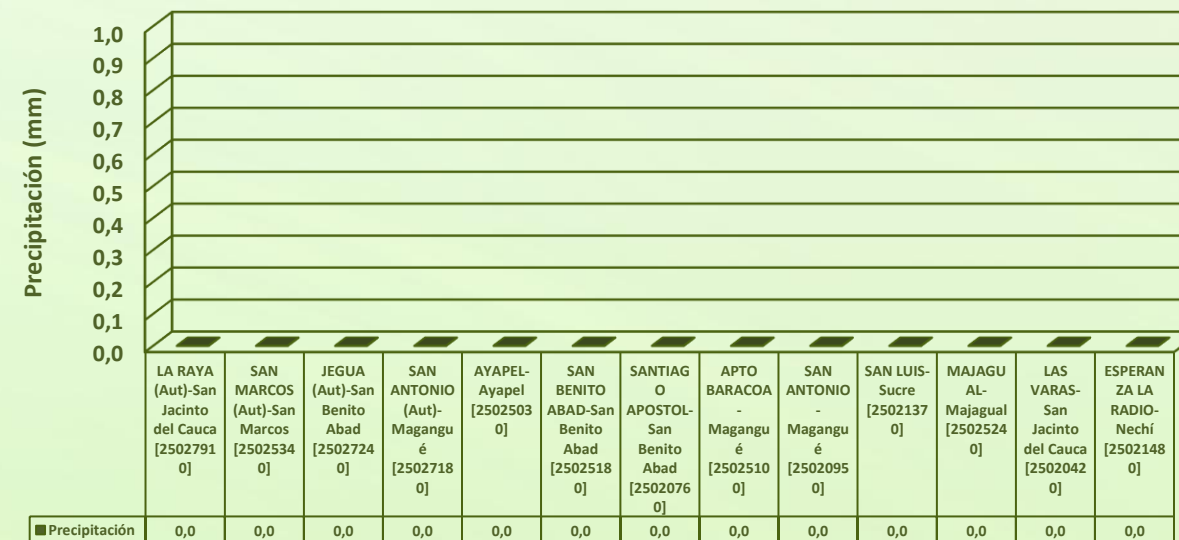 Precipitación (mm)
1,0
0,9
0,8
0,7
0,6
0,5
0,4
0,3
0,2
0,1
0,0
LA RAYA
(Aut)-San
Jacinto
del Cauca
[2502791
0]
SAN
MARCOS
(Aut)-San
Marcos
[2502534
0]
JEGUA
(Aut)-San
Benito
Abad
[2502724
0]
SAN
ANTONIO
(Aut)-
Magangu
é
[2502718
0]
AYAPEL-
Ayapel
[2502503
0]
SAN
BENITO
ABAD-San
Benito
Abad
[2502518
0]
SANTIAG
O
APOSTOL-
San
Benito
Abad
[2502076
0]
APTO
BARACOA
-
Magangu
é
[2502510
0]
SAN
ANTONIO
-
Magangu
é
[2502095
0]
SAN LUIS-
Sucre
[2502137
0]
MAJAGU
AL-
Majagual
[2502524
0]
LAS
VARAS-
San
Jacinto
del Cauca
[2502042
0]
ESPERAN
ZA LA
RADIO-
Nechí
[2502148
0]
Precipitación 0,0 0,0 0,0 0,0 0,0 0,0 0,0 0,0 0,0 0,0 0,0 0,0 0,0